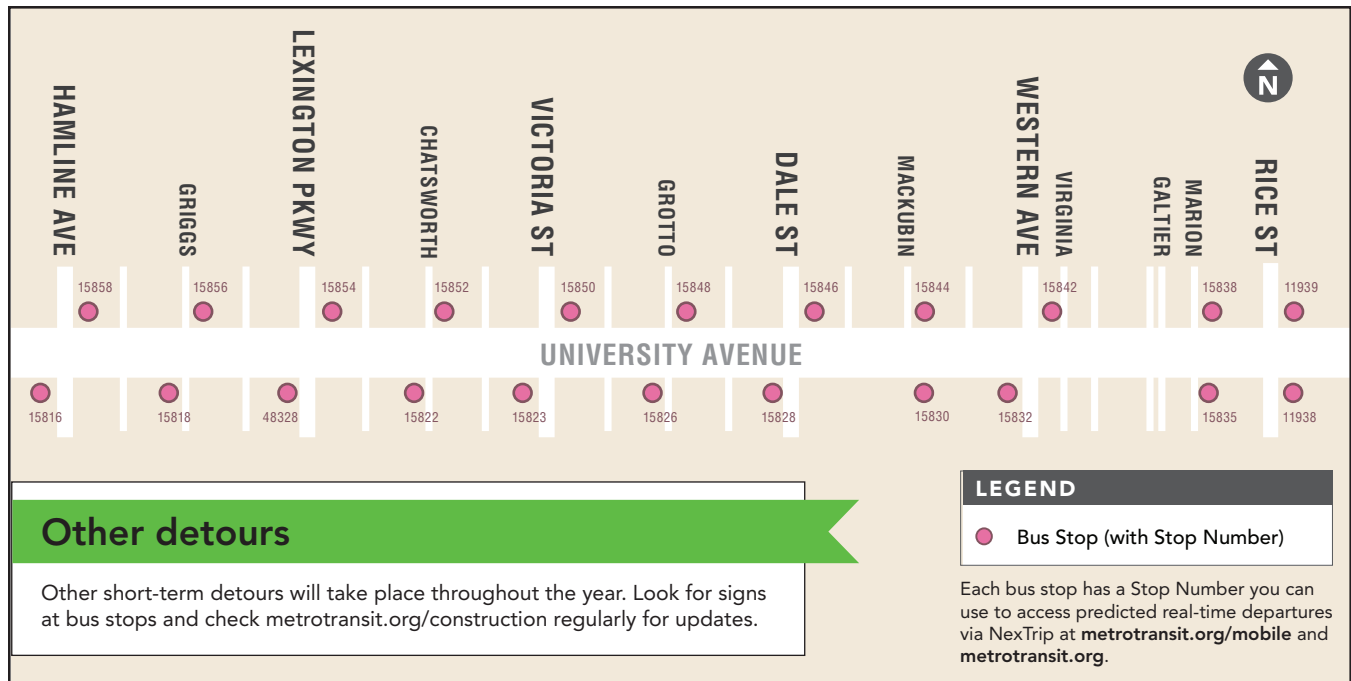 HAMLINE AVE
GRIGGS
LEXINGTON PKWY
CHATSWORTH
VICTORIA ST
GROTTO
DALE ST
MACKUBIN
WESTERN AVE
VIRGINIA
GALTIER
MARION
RICE ST
N
15858
15856
15854
15852
15850
15848
15846
15844
15842
15838
11939
UNIVERSITY AVENUE
15816
15818
48328
15822
15823
15826
15828
15830
15832
15835
11938
Other detours
Other short-term detours will take place throughout the year. Look for signs
at bus stops and check metrotransit.org/construction regularly for updates.
LEGEND
Bus Stop (with Stop Number)
Each bus stop has a Stop Number you can
use to access predicted real-time departures
via NexTrip at metrotransit.org/mobile and
metrotransit.org.